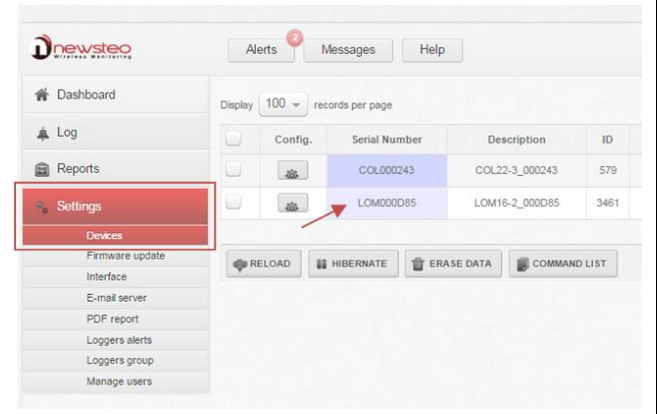 newsteo
Wireless Monitoring
Alerts 2 Messages Help
Dashboard
Log
Reports
Settings
Devices
Firmware update
Interface
E-mail server
PDF report
Loggers alerts
Loggers group
Manage users
Display 100 records per page
Config. Serial Number Description ID
COL000243 COL22-3_000243 579
LOM000D85 LOM16-2_000D85 3461
RELOAD HIBERNATE ERASE DATA COMMAND LIST